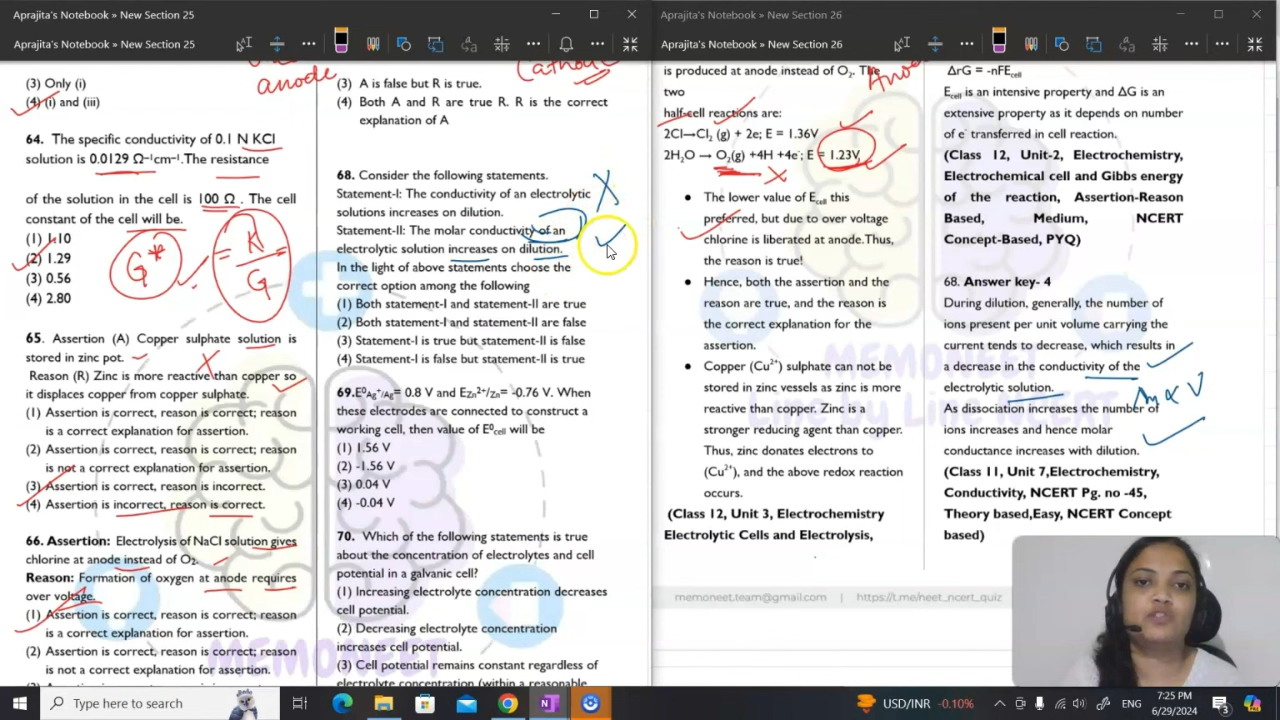 Aprajita's Notebook » New Section 25
Aprajita's Notebook » New Section 26
Aprajita's Notebook » New Section 25
Aprajita's Notebook » New Section 26
anode
(3) Only (i)
(4) (i) and (iii)
64. The specific conductivity of 0.1 N KCl
solution is 0.0129 Ω⁻¹cm⁻¹.The resistance
of the solution in the cell is 100 Ω . The cell
constant of the cell will be.
(1) 1.10
(2) 1.29
(3) 0.56
(4) 2.80
G*
= K
G
65. Assertion (A) Copper sulphate solution is
stored in zinc pot.
Reason (R) Zinc is more reactive than copper so
it displaces copper from copper sulphate.
(1) Assertion is correct, reason is correct; reason
is a correct explanation for assertion.
(2) Assertion is correct, reason is correct; reason
is not a correct explanation for assertion.
(3) Assertion is correct, reason is incorrect.
(4) Assertion is incorrect, reason is correct.
66. Assertion: Electrolysis of NaCl solution gives
chlorine at anode instead of O₂.
Reason: Formation of oxygen at anode requires
over voltage.
(1) Assertion is correct, reason is correct; reason
is a correct explanation for assertion.
(2) Assertion is correct, reason is correct; reason
is not a correct explanation for assertion.
(3) A is false but R is true.
(4) Both A and R are true R. R is the correct
explanation of A
68. Consider the following statements.
Statement-I: The conductivity of an electrolytic
solutions increases on dilution.
Statement-II: The molar conductivity of an
electrolytic solution increases on dilution.
In the light of above statements choose the
correct option among the following
(1) Both statement-I and statement-II are true
(2) Both statement-I and statement-II are false
(3) Statement-I is true but statement-II is false
(4) Statement-I is false but statement-II is true
69.E⁰Ag⁺/Ag= 0.8 V and EZn²⁺/Zn= -0.76 V. When
these electrodes are connected to construct a
working cell, then value of E⁰cell will be
(1) 1.56 V
(2) -1.56 V
(3) 0.04 V
(4) -0.04 V
70. Which of the following statements is true
about the concentration of electrolytes and cell
potential in a galvanic cell?
(1) Increasing electrolyte concentration decreases
cell potential.
(2) Decreasing electrolyte concentration
increases cell potential.
(3) Cell potential remains constant regardless of
electrolyte concentration (within a reasonable
MEMONEET
is produced at anode instead of O₂. The
two
half-cell reactions are:
2Cl→Cl₂ (g) + 2e; E = 1.36V
2H₂O → O₂(g) +4H +4e; E = 1.23V
• The lower value of Ecell this
preferred, but due to over voltage
chlorine is liberated at anode.Thus,
the reason is true!
• Hence, both the assertion and the
reason are true, and the reason is
the correct explanation for the
assertion.
• Copper (Cu²⁺) sulphate can not be
stored in zinc vessels as zinc is more
reactive than copper. Zinc is a
stronger reducing agent than copper.
Thus, zinc donates electrons to
(Cu²⁺), and the above redox reaction
occurs.
(Class 12, Unit 3, Electrochemistry
Electrolytic Cells and Electrolysis,
ΔrG = -nFEcell
Ecell is an intensive property and ΔG is an
extensive property as it depends on number
of e⁻ transferred in cell reaction.
(Class 12, Unit-2, Electrochemistry,
Electrochemical cell and Gibbs energy
of the reaction, Assertion-Reason
Based, Medium, NCERT
Concept-Based, PYQ)
68. Answer key- 4
During dilution, generally, the number of
ions present per unit volume carrying the
current tends to decrease, which results in
a decrease in the conductivity of the
electrolytic solution.
As dissociation increases the number of
ions increases and hence molar
conductance increases with dilution.
(Class 11, Unit 7,Electrochemistry,
Conductivity, NCERT Pg. no -45,
Theory based,Easy, NCERT Concept
based)
Λm ∝ V
MEMONEET
Line by Line NCERT
memoneet.team@gmail.com | https://t.me/neet_ncert_quiz
Type here to search
USD/INR -0.10%
ENG
7:25 PM
6/29/2024
3